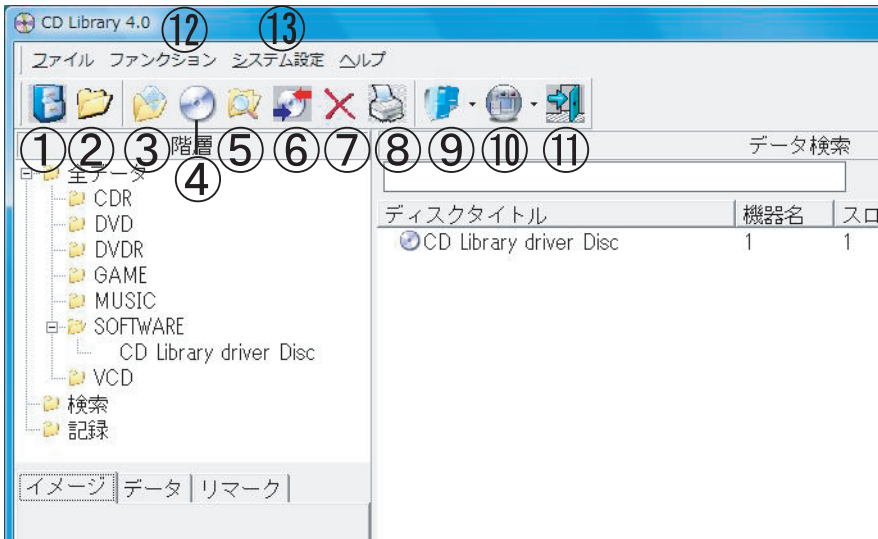 CD Library 4.0
⑫ ⑬
ファイル ファンクション システム設定 ヘルプ
① ② ③ ④ ⑤ ⑥ ⑦ ⑧ ⑨ ⑩ ⑪
階層
全データ
CDR
DVD
DVDR
GAME
MUSIC
SOFTWARE
CD Library driver Disc
VCD
検索
記録
イメージ データ リマーク
データ検索
ディスクタイトル 機器名 スロ
CD Library driver Disc 1 1